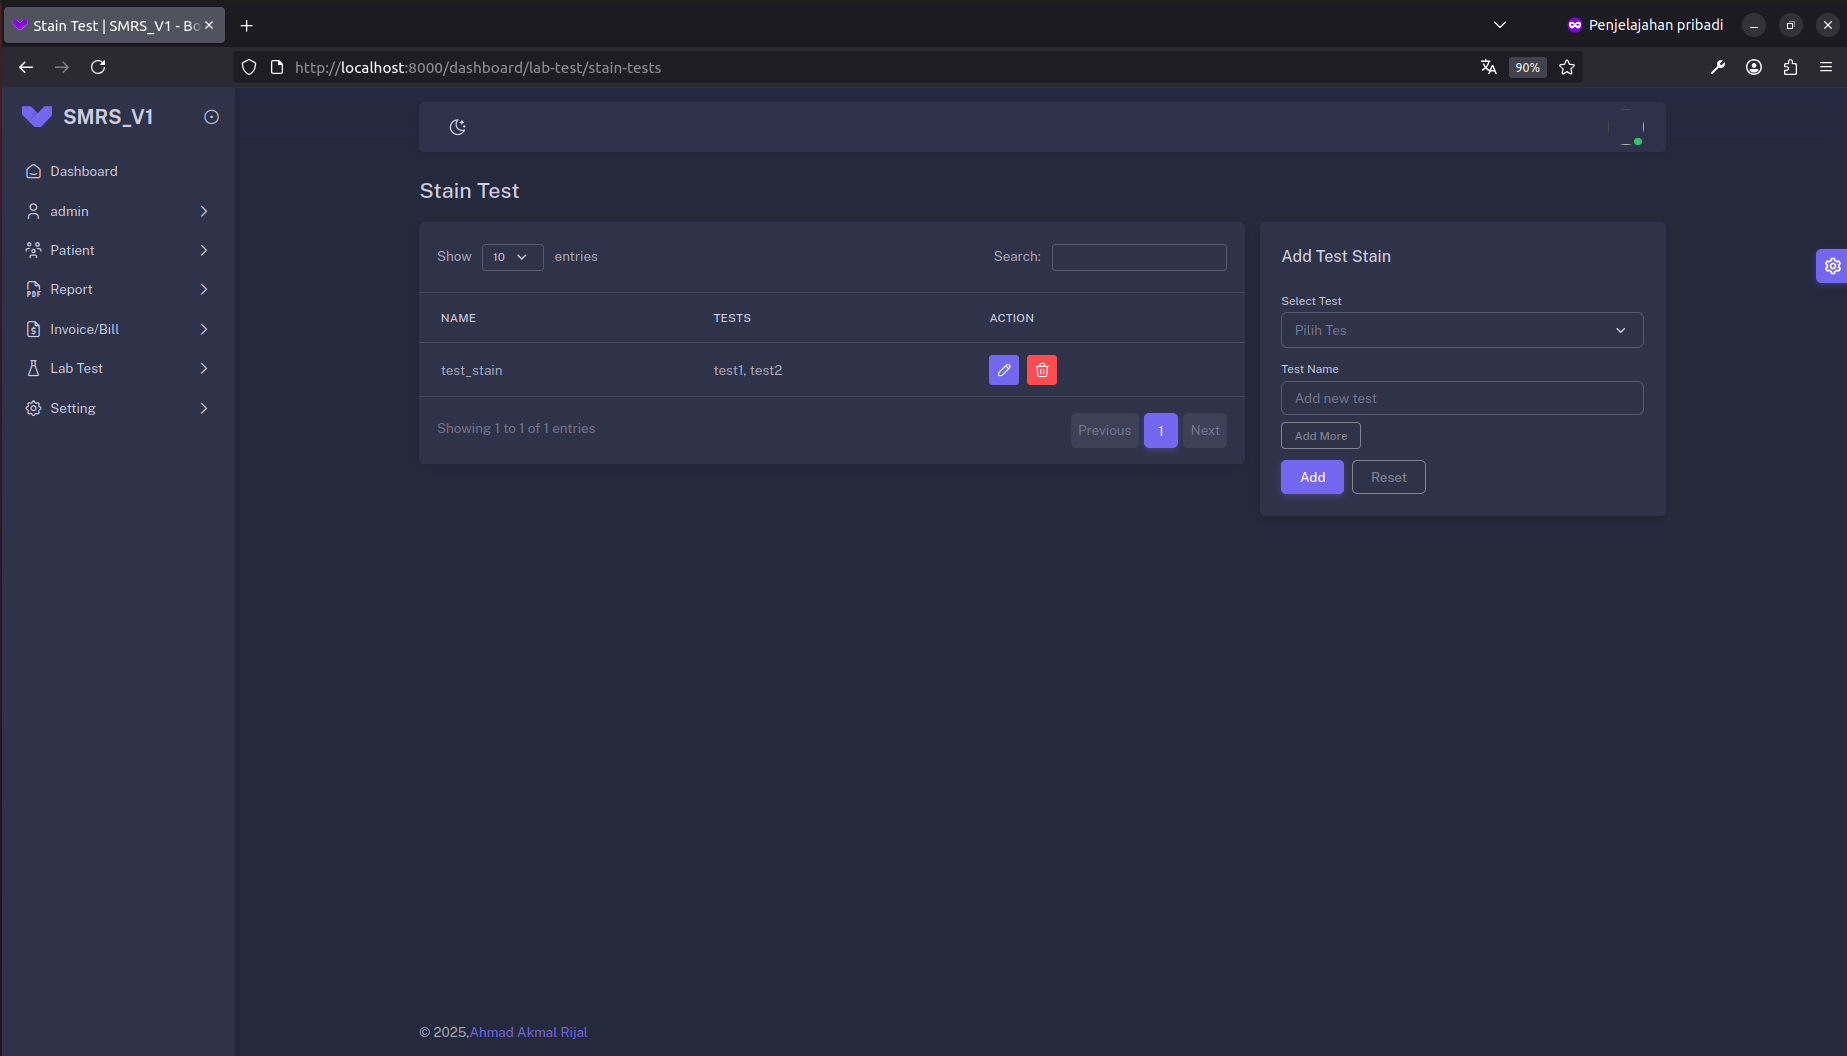 Stain Test | SMRS_V1 - Bo
Penjelajahan pribadi
http://localhost:8000/dashboard/lab-test/stain-tests
90%
SMRS_V1
Dashboard
admin
Patient
Report
Invoice/Bill
Lab Test
Setting
Stain Test
Show 10 entries
Search:
NAME TESTS ACTION
test_stain test1, test2
Showing 1 to 1 of 1 entries
Previous 1 Next
Add Test Stain
Select Test
Pilih Tes
Test Name
Add new test
Add More
Add Reset
© 2025,Ahmad Akmal Rijal